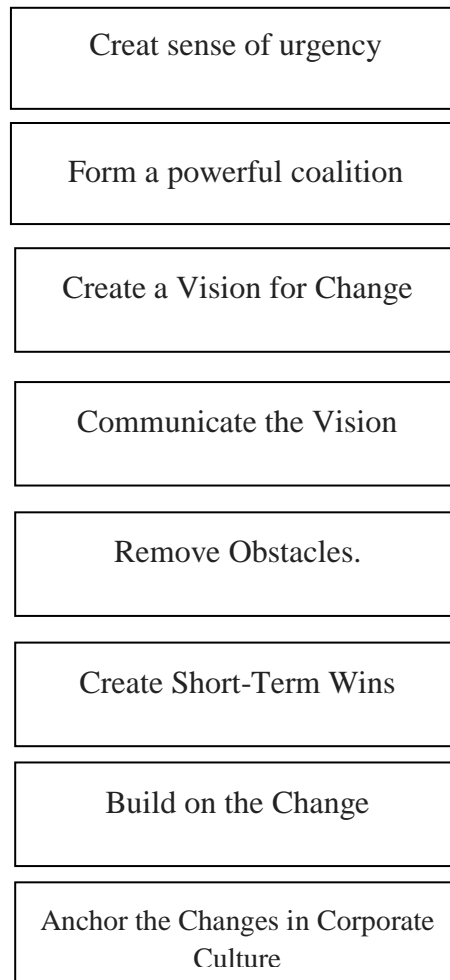 Creat sense of urgency
Form a powerful coalition
Create a Vision for Change
Communicate the Vision
Remove Obstacles.
Create Short-Term Wins
Build on the Change
Anchor the Changes in Corporate
Culture